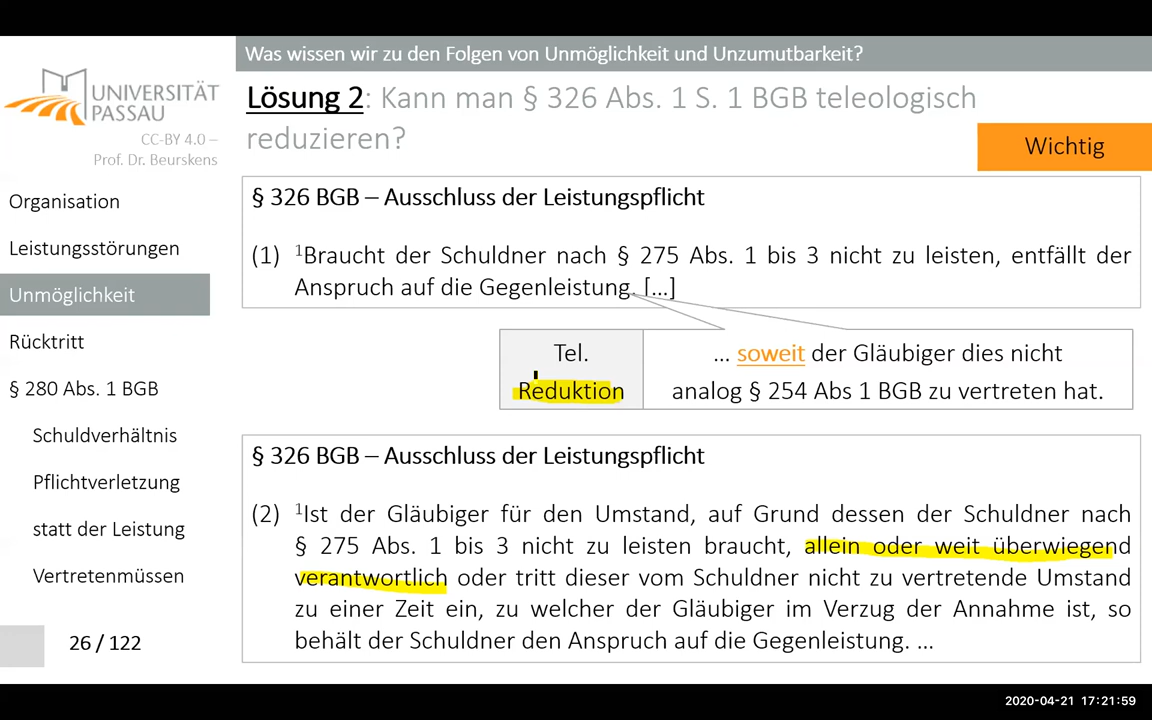 Was wissen wir zu den Folgen von Unmöglichkeit und Unzumutbarkeit?
UNIVERSITÄT
PASSAU
CC-BY 4.0 –
Prof. Dr. Beurskens
Lösung 2: Kann man § 326 Abs. 1 S. 1 BGB teleologisch
reduzieren?
Wichtig
Organisation
Leistungsstörungen
Unmöglichkeit
Rücktritt
§ 280 Abs. 1 BGB
Schuldverhältnis
Pflichtverletzung
statt der Leistung
Vertretenmüssen
26 / 122
§ 326 BGB – Ausschluss der Leistungspflicht
(1) ¹Braucht der Schuldner nach § 275 Abs. 1 bis 3 nicht zu leisten, entfällt der
Anspruch auf die Gegenleistung. […]
Tel.
Reduktion
… soweit der Gläubiger dies nicht
analog § 254 Abs 1 BGB zu vertreten hat.
§ 326 BGB – Ausschluss der Leistungspflicht
(2) ¹Ist der Gläubiger für den Umstand, auf Grund dessen der Schuldner nach
§ 275 Abs. 1 bis 3 nicht zu leisten braucht, allein oder weit überwiegend
verantwortlich oder tritt dieser vom Schuldner nicht zu vertretende Umstand
zu einer Zeit ein, zu welcher der Gläubiger im Verzug der Annahme ist, so
behält der Schuldner den Anspruch auf die Gegenleistung. …
2020-04-21 17:21:59